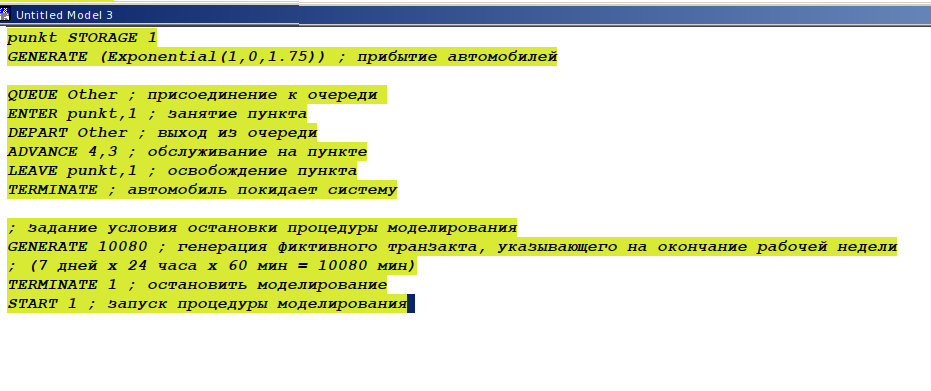 Untitled Model 3
punkt STORAGE 1
GENERATE (Exponential(1,0,1.75)) ; прибытие автомобилей
QUEUE Other ; присоединение к очереди
ENTER punkt,1 ; занятие пункта
DEPART Other ; выход из очереди
ADVANCE 4,3 ; обслуживание на пункте
LEAVE punkt,1 ; освобождение пункта
TERMINATE ; автомобиль покидает систему
; задание условия остановки процедуры моделирования
GENERATE 10080 ; генерация фиктивного транзакта, указывающего на окончание рабочей недели
; (7 дней x 24 часа x 60 мин = 10080 мин)
TERMINATE 1 ; остановить моделирование
START 1 ; запуск процедуры моделирования